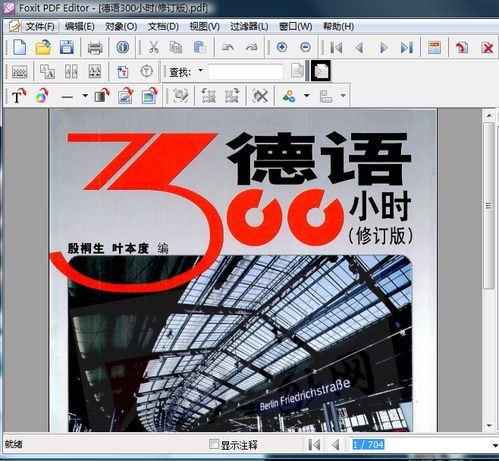 Foxit PDF Editor - [德语300小时(修订版).pdf]
文件(F) 编辑(E) 对象(O) 文档(D) 视图(V) 过滤器(L) 窗口(W) 帮助(H)
查找:
300 德语
小时
(修订版)
殷桐生 叶本度 编
Berlin Friedrichstraße
就绪 显示注释 1 / 704